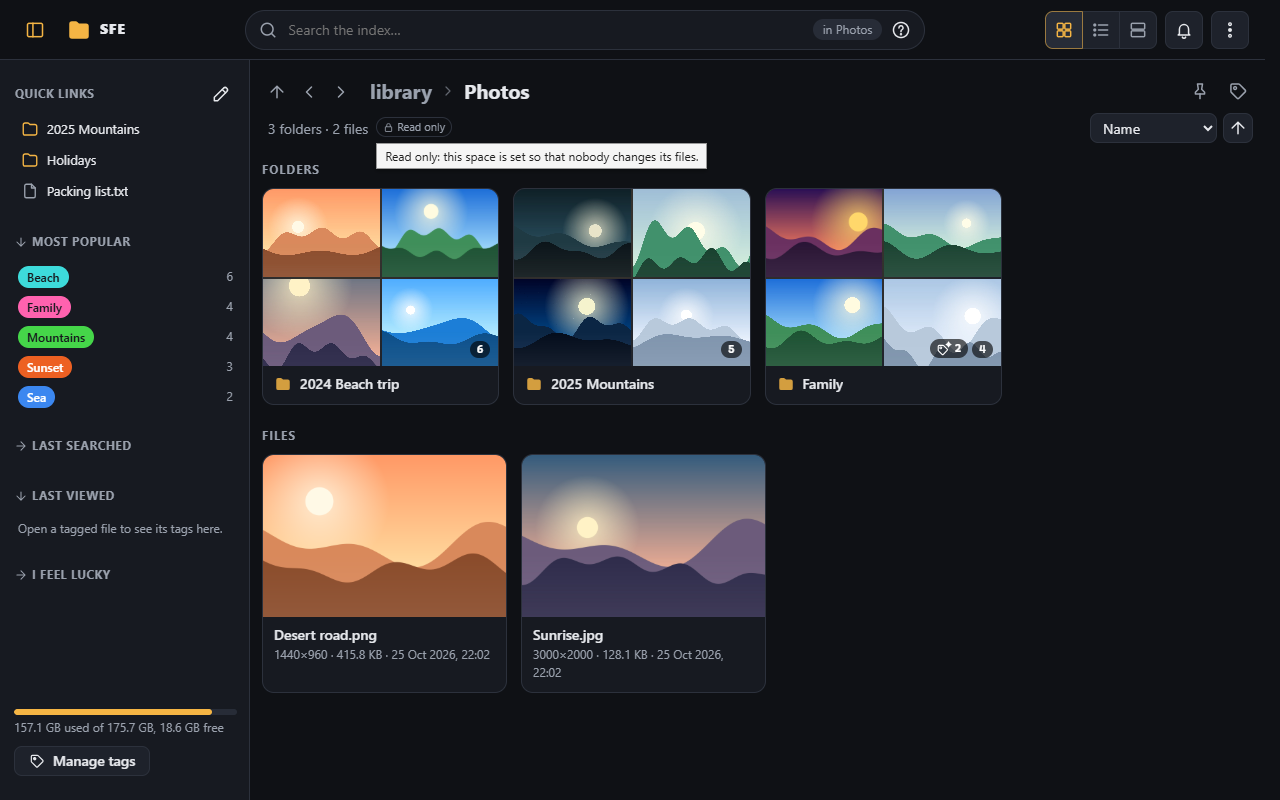 SFE
Search the index...
in Photos
QUICK LINKS
2025 Mountains
Holidays
Packing list.txt
MOST POPULAR
Beach 6
Family 4
Mountains 4
Sunset 3
Sea 2
LAST SEARCHED
LAST VIEWED
Open a tagged file to see its tags here.
I FEEL LUCKY
157.1 GB used of 175.7 GB, 18.6 GB free
Manage tags
library Photos
3 folders · 2 files Read only
Name
Read only: this space is set so that nobody changes its files.
FOLDERS
6
2024 Beach trip
5
2025 Mountains
2 4
Family
FILES
Desert road.png
1440×960 · 415.8 KB · 25 Oct 2026, 22:02
Sunrise.jpg
3000×2000 · 128.1 KB · 25 Oct 2026,
22:02